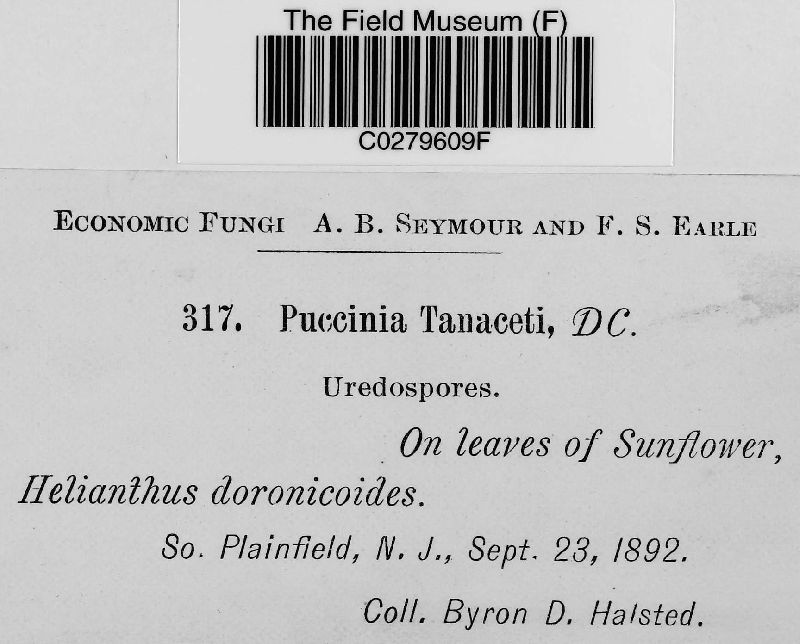 The Field Museum (F)
C0279609F
Economic Fungi A. B. Seymour and F. S. Earle
317. Puccinia Tanaceti, DC.
Uredospores.
On leaves of Sunflower,
Helianthus doronicoides.
So. Plainfield, N. J., Sept. 23, 1892.
Coll. Byron D. Halsted.